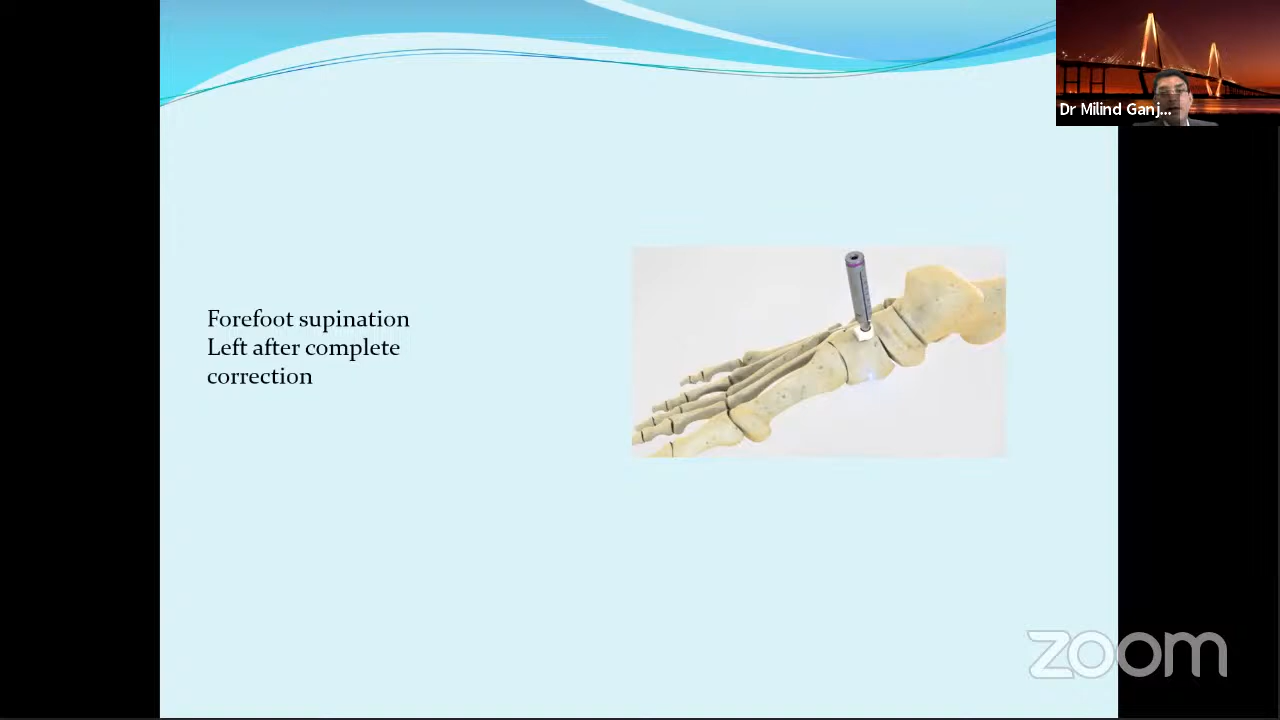 Dr Milind Ganj...
Forefoot supination
Left after complete
correction
zoom